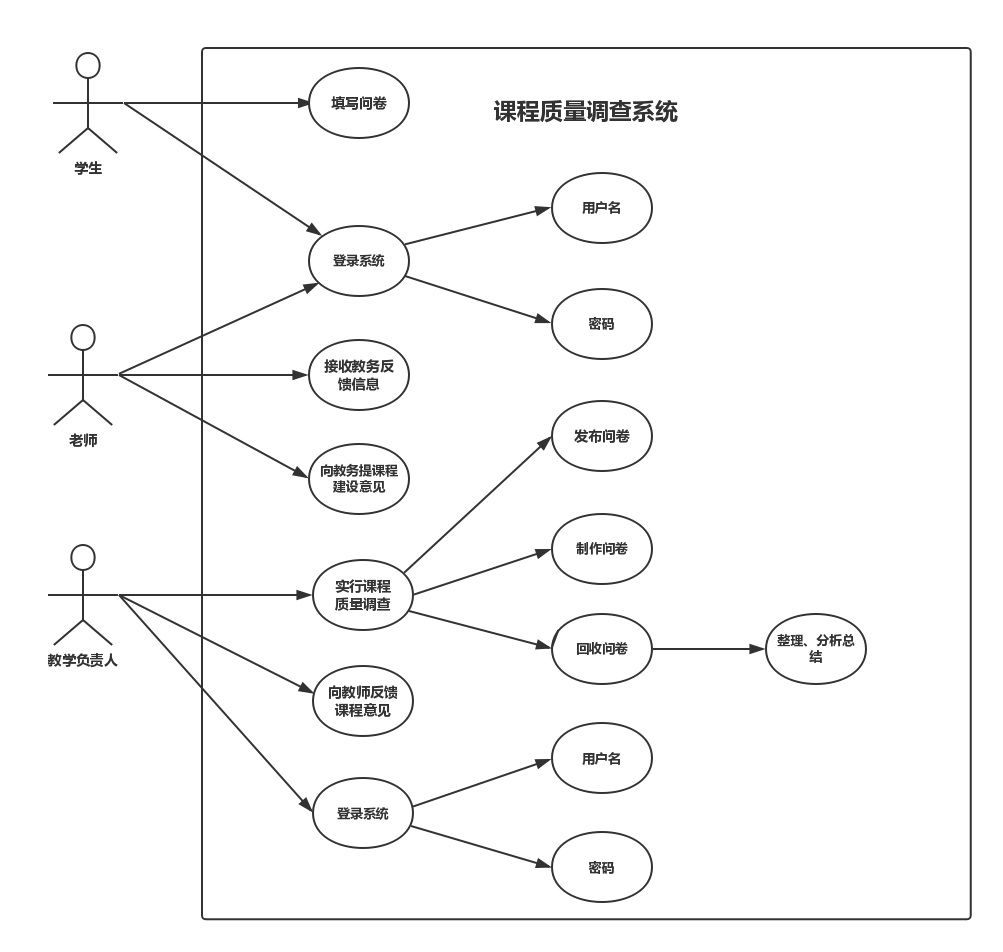 填写问卷
课程质量调查系统
学生
用户名
登录系统
密码
接收教务反
馈信息
老师
发布问卷
向教务提课程
建设意见
制作问卷
实行课程
质量调查
回收问卷
整理、分析总
结
教学负责人
向教师反馈
课程意见
用户名
登录系统
密码